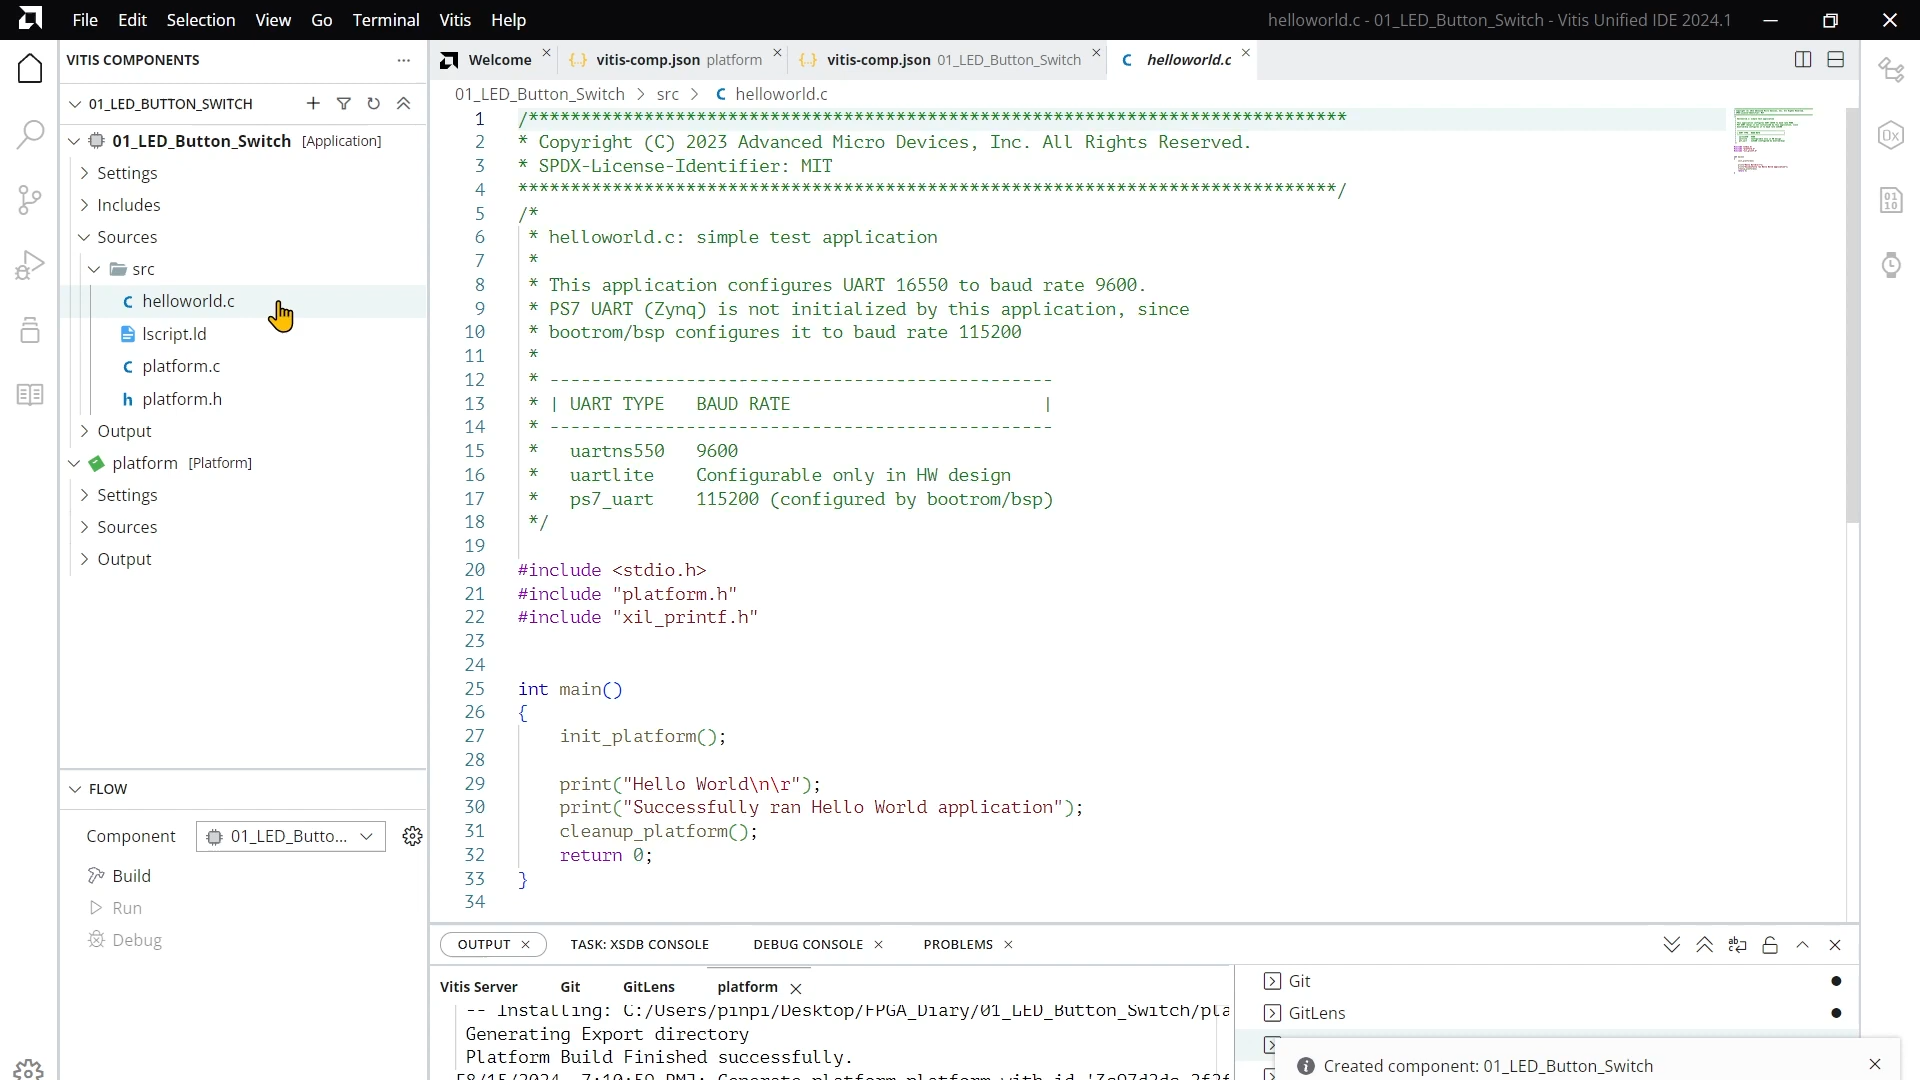 File Edit Selection View Go Terminal Vitis Help
helloworld.c - 01_LED_Button_Switch - Vitis Unified IDE 2024.1
VITIS COMPONENTS
Welcome
vitis-comp.json platform
vitis-comp.json 01_LED_Button_Switch
helloworld.c
01_LED_BUTTON_SWITCH
01_LED_Button_Switch > src > C helloworld.c
01_LED_Button_Switch [Application]
Settings
Includes
Sources
src
C helloworld.c
lscript.ld
C platform.c
h platform.h
Output
platform [Platform]
Settings
Sources
Output
FLOW
Component 01_LED_Butto...
Build
Run
Debug
1 /******************************************************************************
2 * Copyright (C) 2023 Advanced Micro Devices, Inc. All Rights Reserved.
3 * SPDX-License-Identifier: MIT
4 ******************************************************************************/
5 /*
6 * helloworld.c: simple test application
7 *
8 * This application configures UART 16550 to baud rate 9600.
9 * PS7 UART (Zynq) is not initialized by this application, since
10 * bootrom/bsp configures it to baud rate 115200
11 *
12 * ------------------------------------------------
13 * | UART TYPE   BAUD RATE                        |
14 * ------------------------------------------------
15 *   uartns550   9600
16 *   uartlite    Configurable only in HW design
17 *   ps7_uart    115200 (configured by bootrom/bsp)
18 */
19
20 #include <stdio.h>
21 #include "platform.h"
22 #include "xil_printf.h"
23
24
25 int main()
26 {
27     init_platform();
28
29     print("Hello World\n\r");
30     print("Successfully ran Hello World application");
31     cleanup_platform();
32     return 0;
33 }
34
OUTPUT
TASK: XSDB CONSOLE
DEBUG CONSOLE
PROBLEMS
Vitis Server Git GitLens platform
-- Installing: C:/Users/pinpi/Desktop/FPGA_Diary/01_LED_Button_Switch/pla
Generating Export directory
Platform Build Finished successfully.
Git
GitLens
Created component: 01_LED_Button_Switch